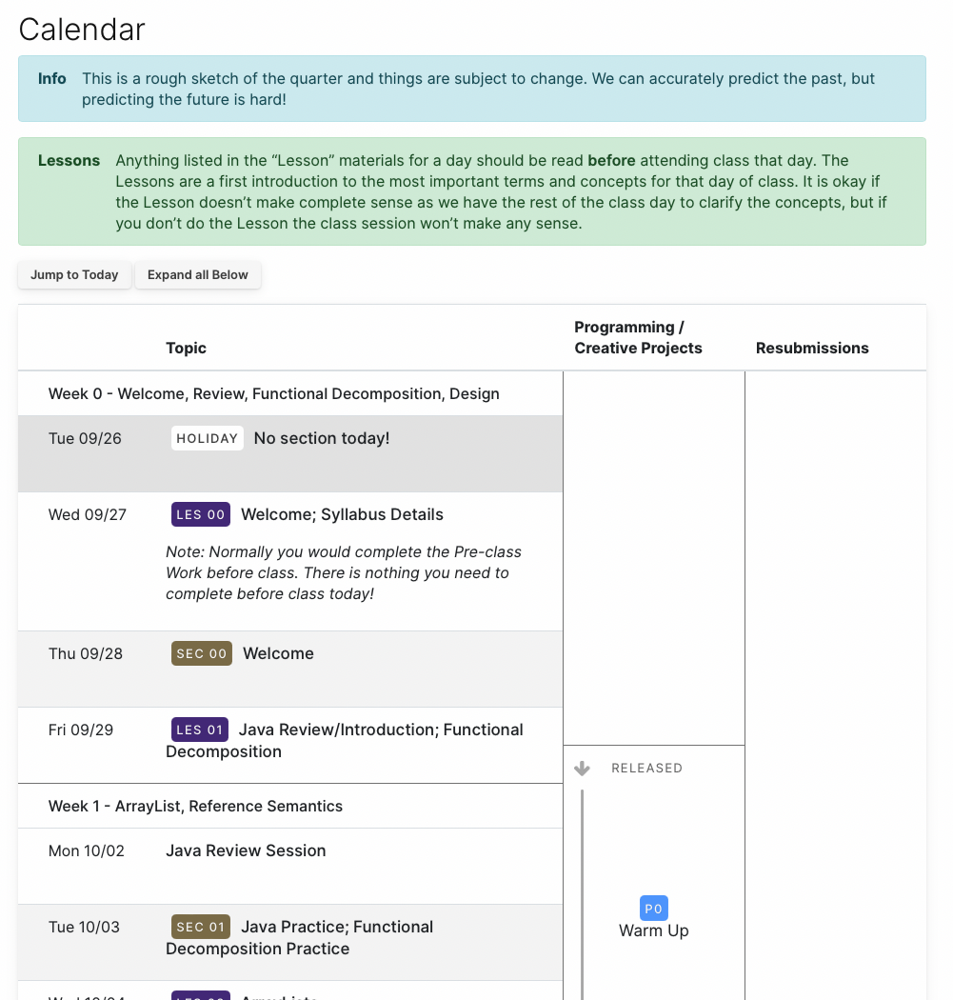 Calendar
Info This is a rough sketch of the quarter and things are subject to change. We can accurately predict the past, but
predicting the future is hard!
Lessons Anything listed in the “Lesson” materials for a day should be read before attending class that day. The
Lessons are a first introduction to the most important terms and concepts for that day of class. It is okay if
the Lesson doesn’t make complete sense as we have the rest of the class day to clarify the concepts, but if
you don’t do the Lesson the class session won’t make any sense.
Jump to Today Expand all Below
Topic Programming /
Creative Projects Resubmissions
Week 0 - Welcome, Review, Functional Decomposition, Design
Tue 09/26 HOLIDAY No section today!
Wed 09/27 LES 00 Welcome; Syllabus Details
Note: Normally you would complete the Pre-class
Work before class. There is nothing you need to
complete before class today!
Thu 09/28 SEC 00 Welcome
Fri 09/29 LES 01 Java Review/Introduction; Functional
Decomposition
RELEASED
Week 1 - ArrayList, Reference Semantics
Mon 10/02 Java Review Session
P0
Warm Up
Tue 10/03 SEC 01 Java Practice; Functional
Decomposition Practice